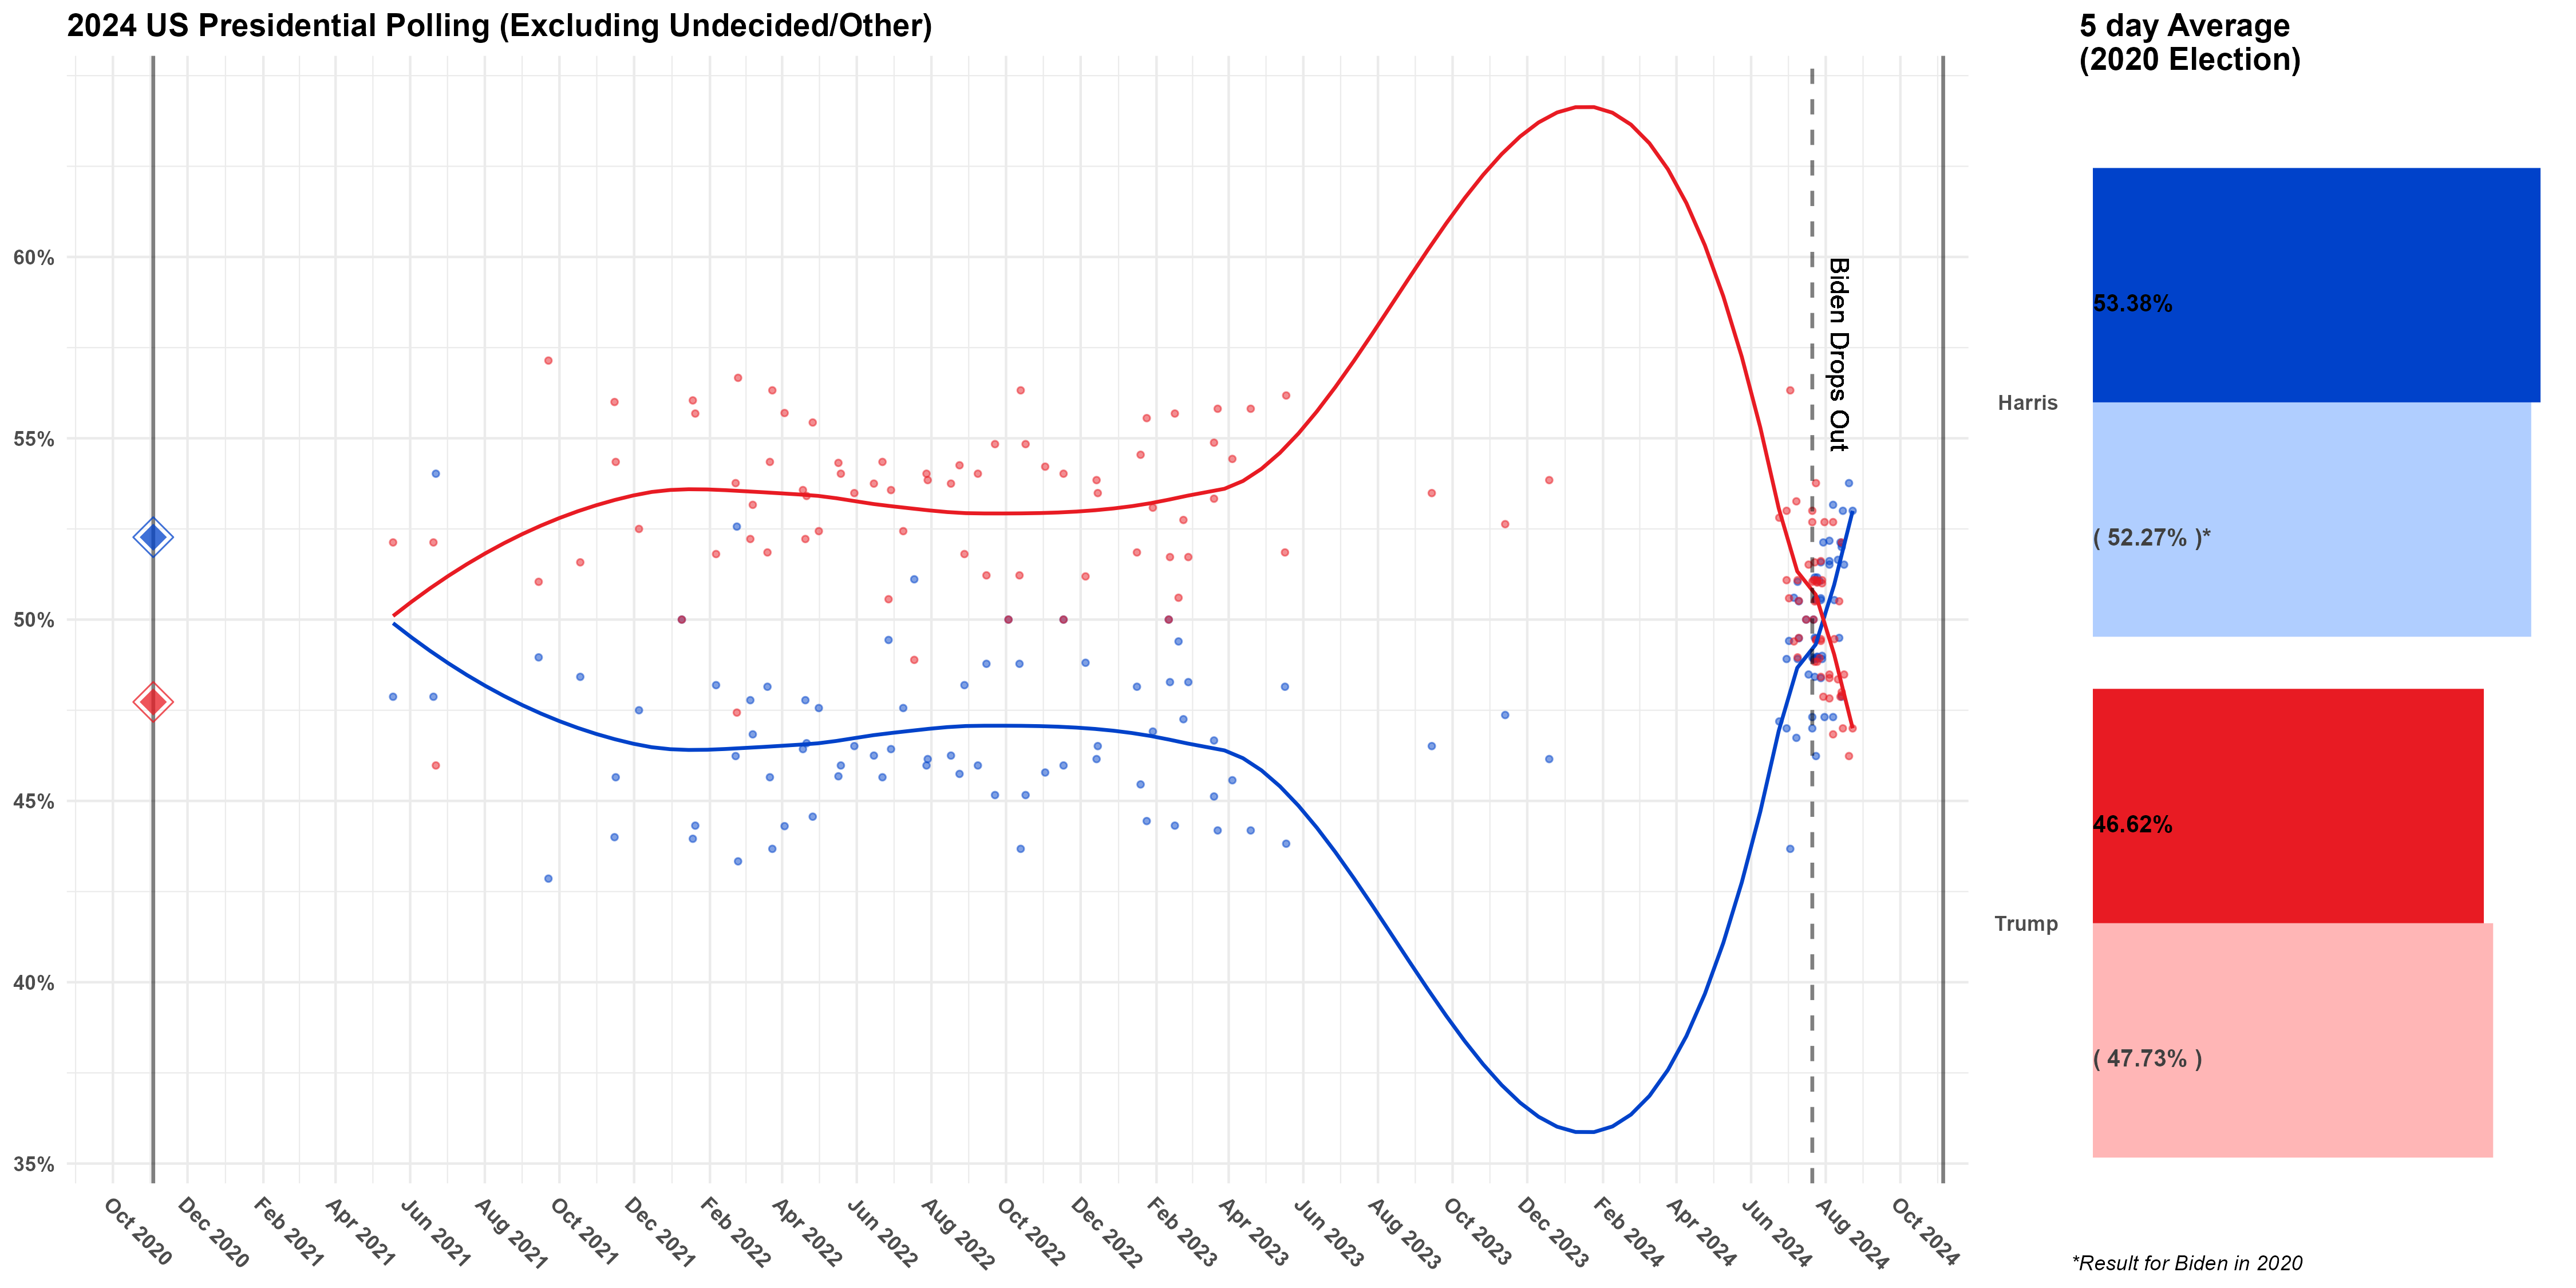 2024 US Presidential Polling (Excluding Undecided/Other)
5 day Average
(2020 Election)
60%
55%
50%
45%
40%
35%
Biden Drops Out
Oct 2020
Dec 2020
Feb 2021
Apr 2021
Jun 2021
Aug 2021
Oct 2021
Dec 2021
Feb 2022
Apr 2022
Jun 2022
Aug 2022
Oct 2022
Dec 2022
Feb 2023
Apr 2023
Jun 2023
Aug 2023
Oct 2023
Dec 2023
Feb 2024
Apr 2024
Jun 2024
Aug 2024
Oct 2024
Harris
53.38%
( 52.27% )*
Trump
46.62%
( 47.73% )
*Result for Biden in 2020